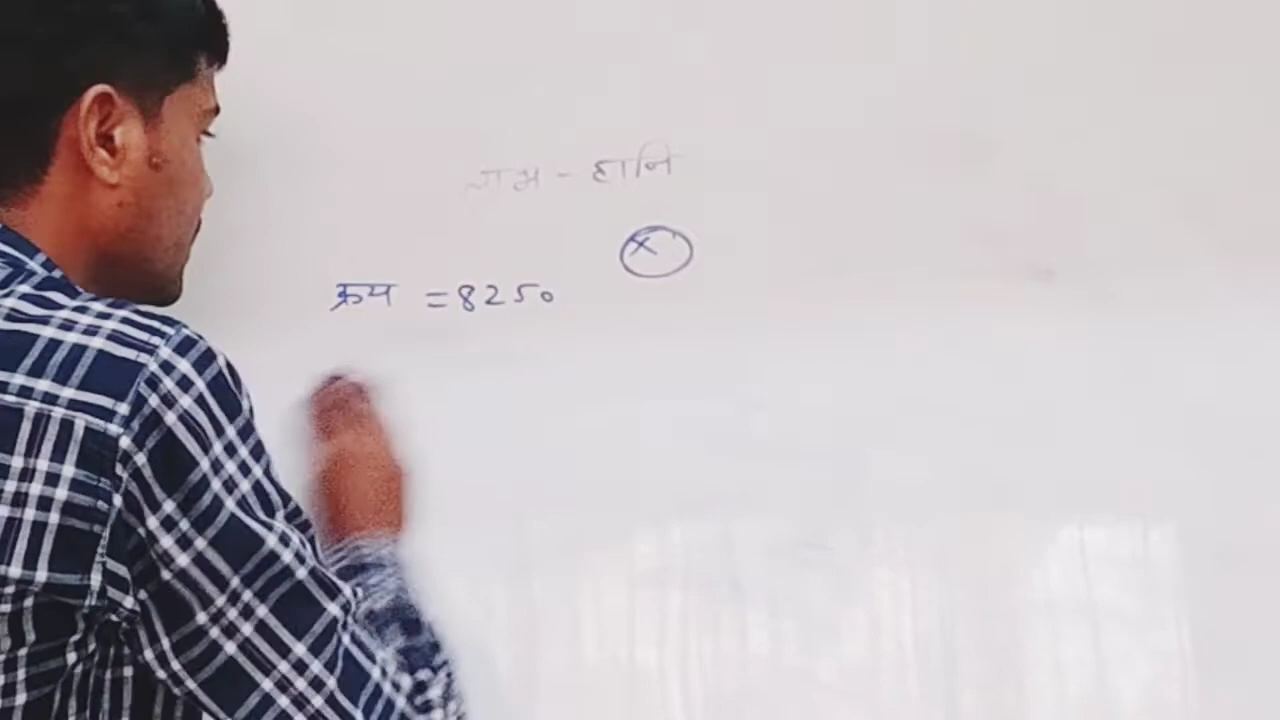 लाभ - हानि
×
क्रय = 8250